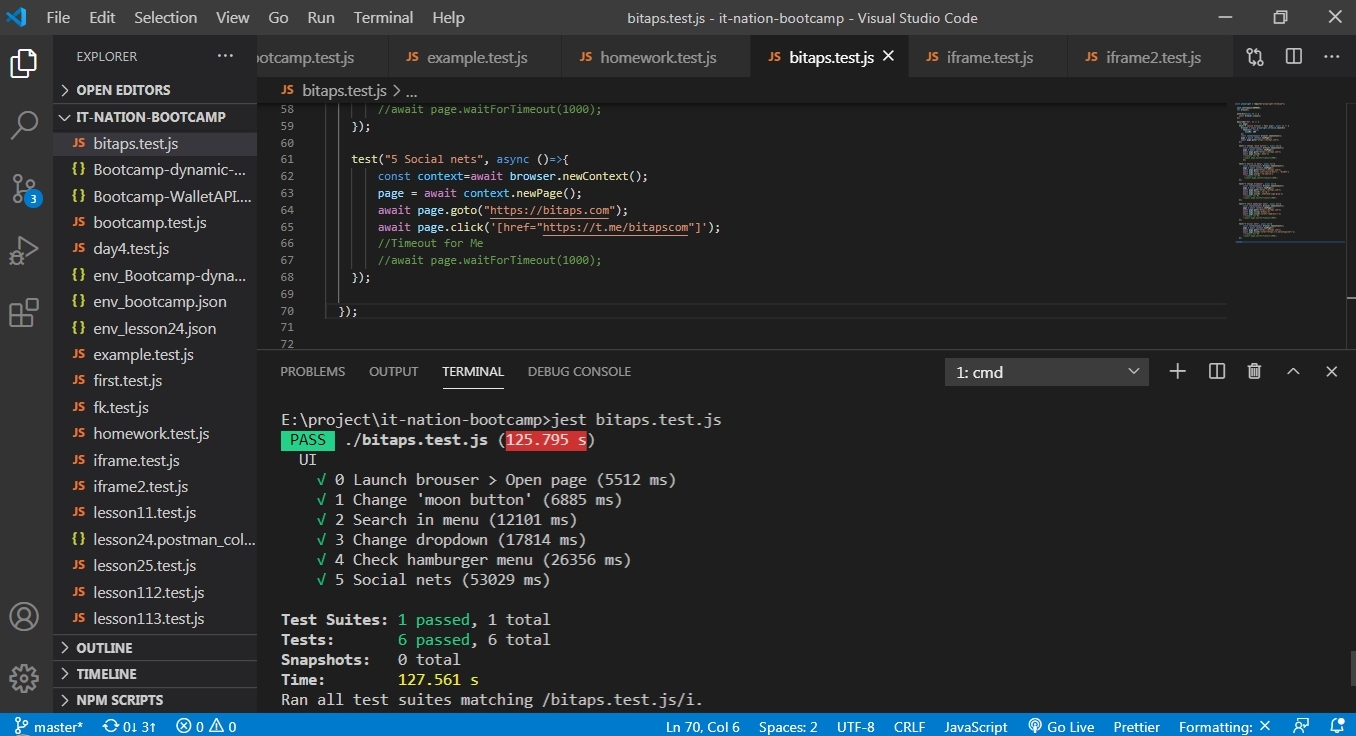 File Edit Selection View Go Run Terminal Help
bitaps.test.js - it-nation-bootcamp - Visual Studio Code
EXPLORER
OPEN EDITORS
IT-NATION-BOOTCAMP
JS bitaps.test.js
{} Bootcamp-dynamic-...
{} Bootcamp-WalletAPI....
JS bootcamp.test.js
JS day4.test.js
{} env_Bootcamp-dyna...
{} env_bootcamp.json
{} env_lesson24.json
JS example.test.js
JS first.test.js
JS fk.test.js
JS homework.test.js
JS iframe.test.js
JS iframe2.test.js
JS lesson11.test.js
{} lesson24.postman_col...
JS lesson25.test.js
JS lesson112.test.js
JS lesson113.test.js
OUTLINE
TIMELINE
NPM SCRIPTS
3
ootcamp.test.js JS example.test.js JS homework.test.js JS bitaps.test.js JS iframe.test.js JS iframe2.test.js
JS bitaps.test.js > ...
58 //await page.waitForTimeout(1000);
59 });
60
61 test("5 Social nets", async ()=>{
62 const context=await browser.newContext();
63 page = await context.newPage();
64 await page.goto("https://bitaps.com");
65 await page.click('[href="https://t.me/bitapscom"]');
66 //Timeout for Me
67 //await page.waitForTimeout(1000);
68 });
69
70 });
71
72
PROBLEMS OUTPUT TERMINAL DEBUG CONSOLE
1: cmd
E:\project\it-nation-bootcamp>jest bitaps.test.js
PASS ./bitaps.test.js (125.795 s)
UI
√ 0 Launch brouser > Open page (5512 ms)
√ 1 Change 'moon button' (6885 ms)
√ 2 Search in menu (12101 ms)
√ 3 Change dropdown (17814 ms)
√ 4 Check hamburger menu (26356 ms)
√ 5 Social nets (53029 ms)
Test Suites: 1 passed, 1 total
Tests: 6 passed, 6 total
Snapshots: 0 total
Time: 127.561 s
Ran all test suites matching /bitaps.test.js/i.
master* 0↓ 3↑ 0 0
Ln 70, Col 6 Spaces: 2 UTF-8 CRLF JavaScript Go Live Prettier Formatting: ×